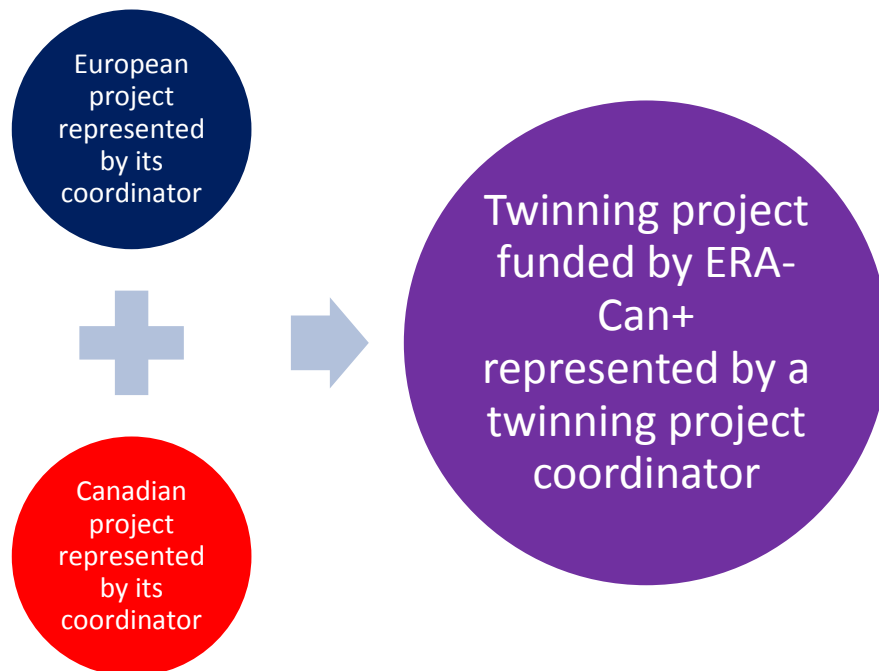 European
project
represented
by its
coordinator
Canadian
project
represented
by its
coordinator
Twinning project
funded by ERA-
Can+
represented by a
twinning project
coordinator